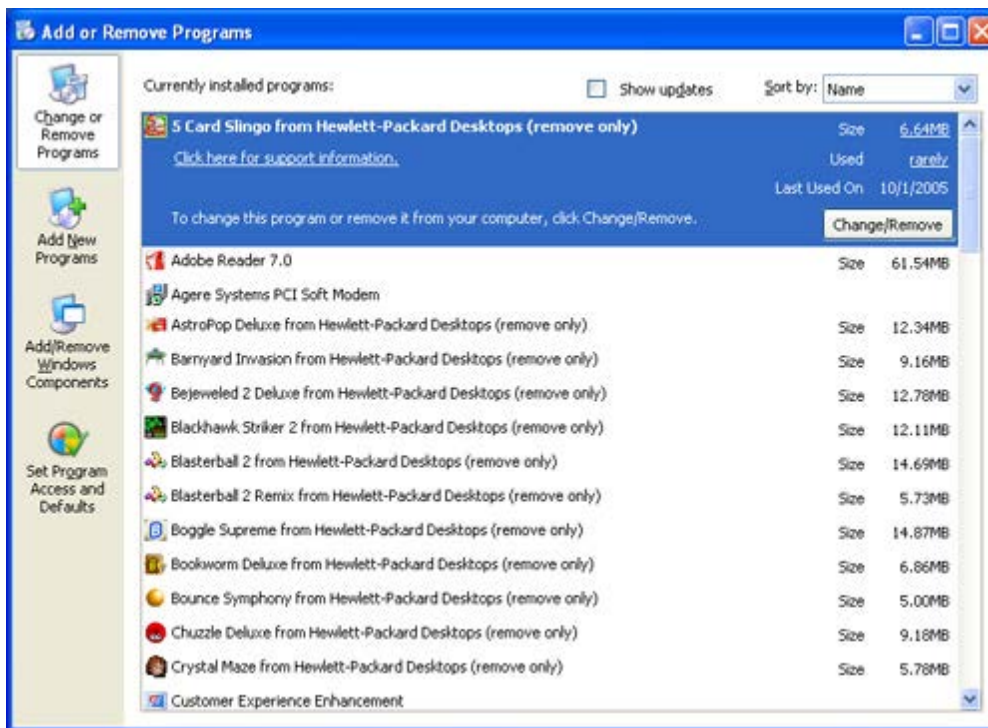 Add or Remove Programs
Change or
Remove
Programs
Add New
Programs
Add/Remove
Windows
Components
Set Program
Access and
Defaults
Currently installed programs:
Show updates
Sort by:
Name
5 Card Slingo from Hewlett-Packard Desktops (remove only)
Size 6.64MB
Click here for support information.
Used rarely
Last Used On 10/1/2005
To change this program or remove it from your computer, click Change/Remove.
Change/Remove
Adobe Reader 7.0 Size 61.54MB
Agere Systems PCI Soft Modem
AstroPop Deluxe from Hewlett-Packard Desktops (remove only) Size 12.34MB
Barnyard Invasion from Hewlett-Packard Desktops (remove only) Size 9.16MB
Bejeweled 2 Deluxe from Hewlett-Packard Desktops (remove only) Size 12.78MB
Blackhawk Striker 2 from Hewlett-Packard Desktops (remove only) Size 12.11MB
Blasterball 2 from Hewlett-Packard Desktops (remove only) Size 14.69MB
Blasterball 2 Remix from Hewlett-Packard Desktops (remove only) Size 5.73MB
Boggle Supreme from Hewlett-Packard Desktops (remove only) Size 14.87MB
Bookworm Deluxe from Hewlett-Packard Desktops (remove only) Size 6.86MB
Bounce Symphony from Hewlett-Packard Desktops (remove only) Size 5.00MB
Chuzzle Deluxe from Hewlett-Packard Desktops (remove only) Size 9.18MB
Crystal Maze from Hewlett-Packard Desktops (remove only) Size 5.78MB
Customer Experience Enhancement